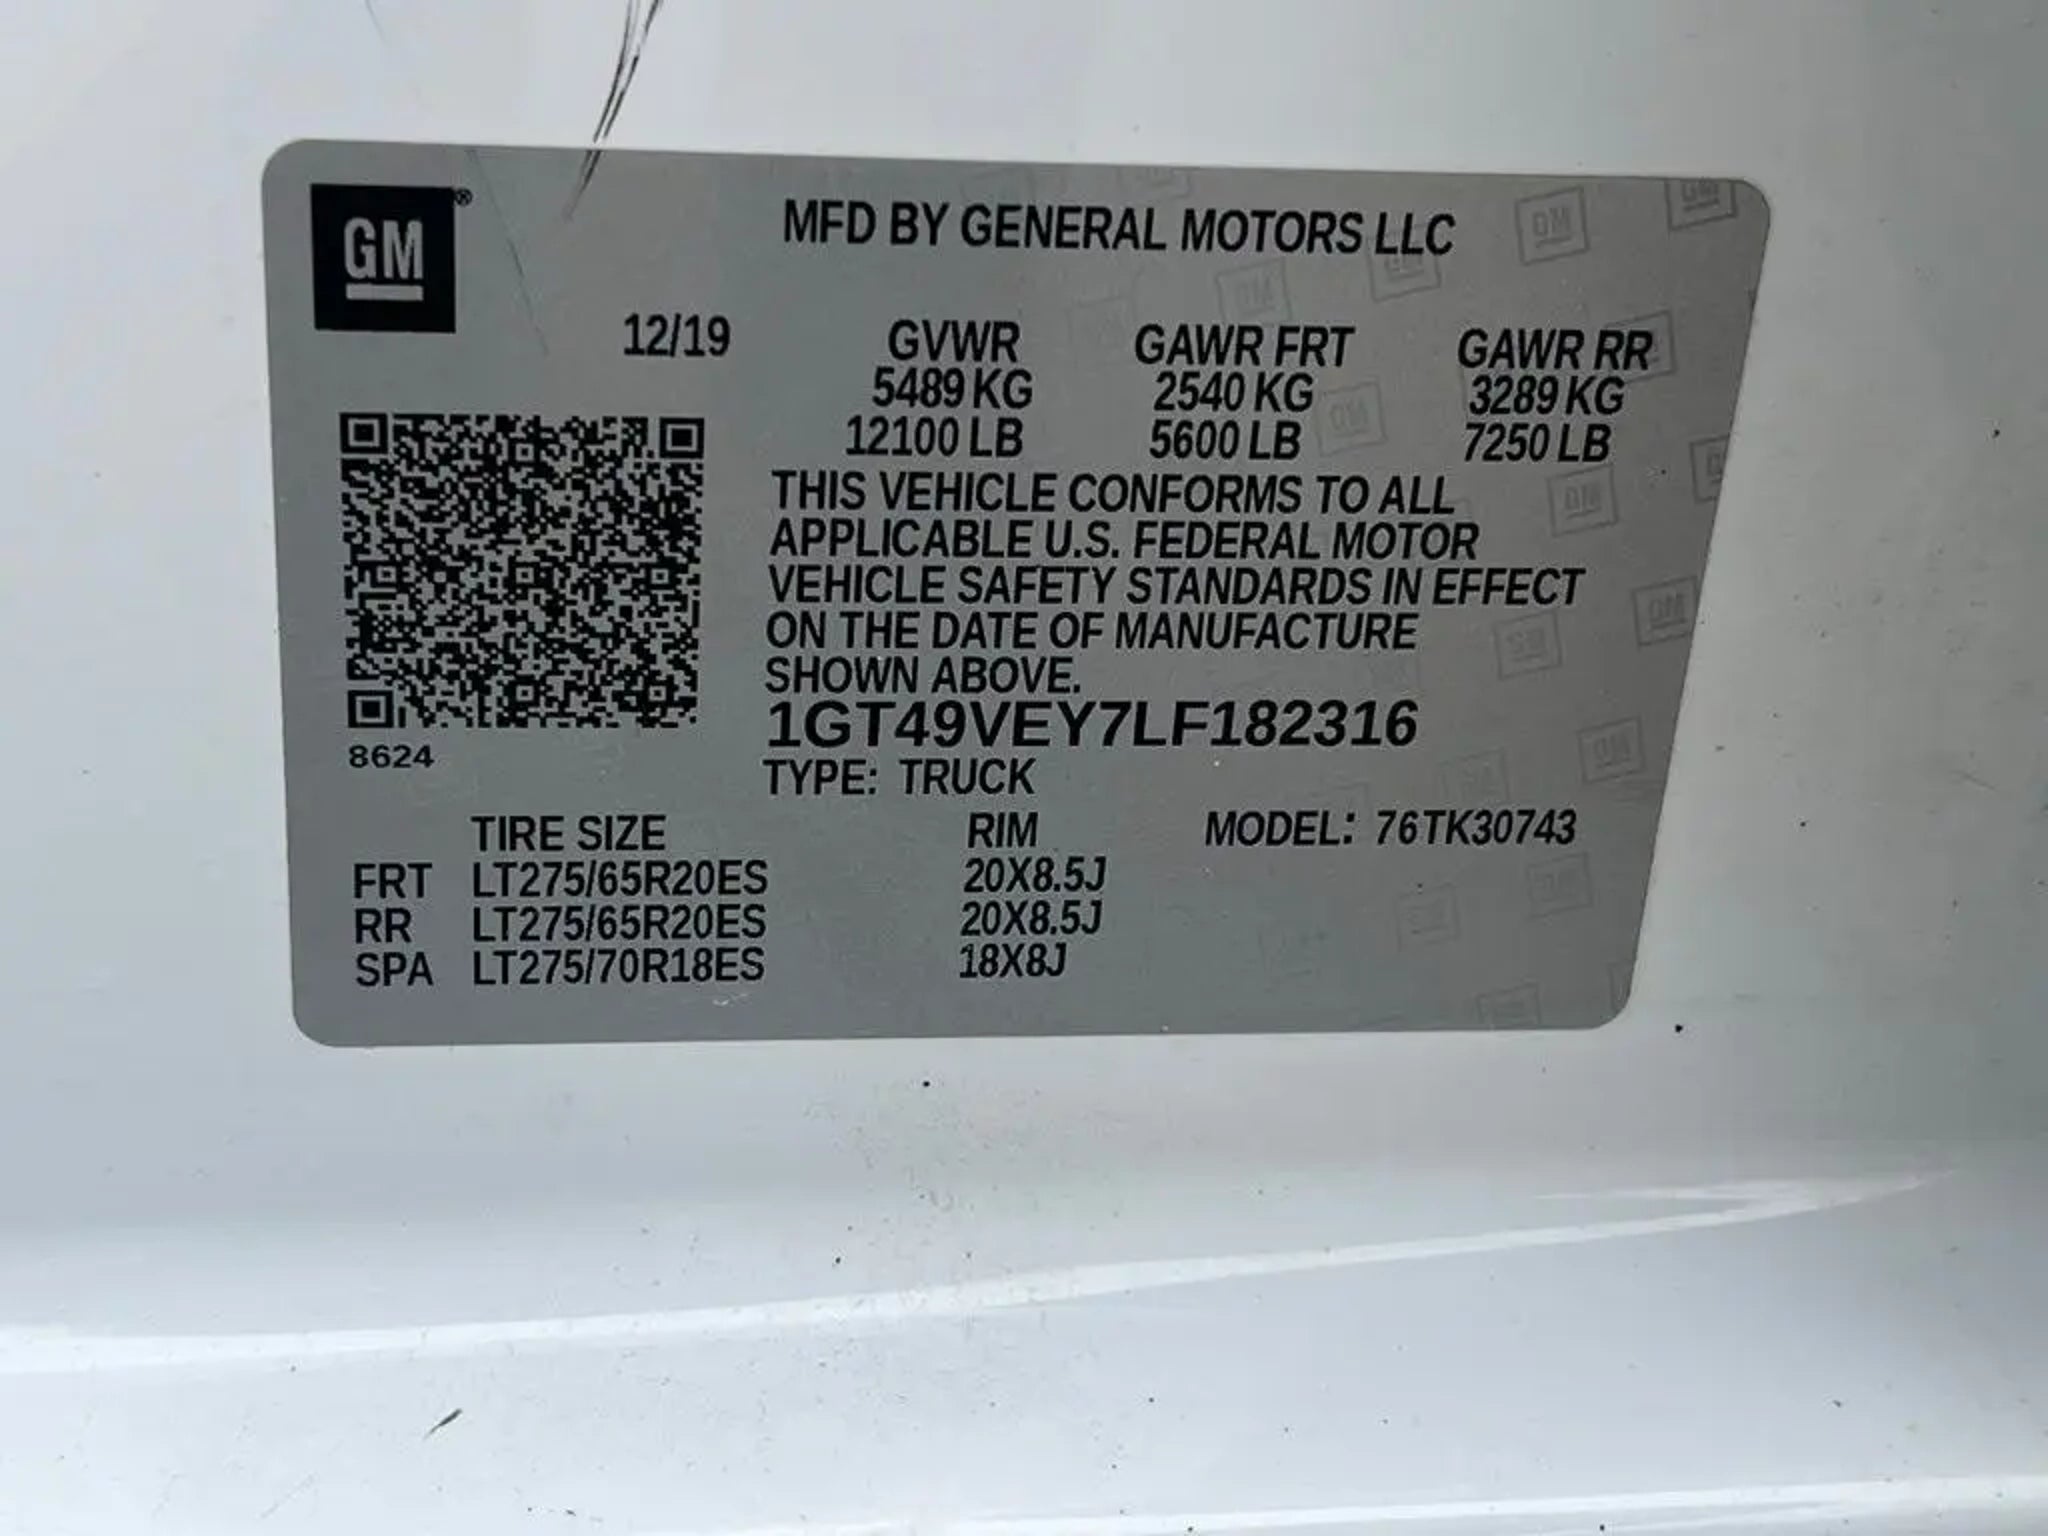 GM®
MFD BY GENERAL MOTORS LLC
12/19
GVWR GAWR FRT GAWR RR
5489 KG 2540 KG 3289 KG
12100 LB 5600 LB 7250 LB
THIS VEHICLE CONFORMS TO ALL
APPLICABLE U.S. FEDERAL MOTOR
VEHICLE SAFETY STANDARDS IN EFFECT
ON THE DATE OF MANUFACTURE
SHOWN ABOVE.
1GT49VEY7LF182316
8624
TYPE: TRUCK
TIRE SIZE RIM MODEL: 76TK30743
FRT LT275/65R20ES 20X8.5J
RR LT275/65R20ES 20X8.5J
SPA LT275/70R18ES 18X8J